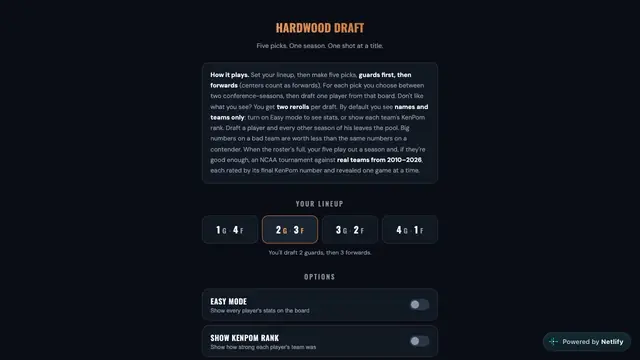 HARDWOOD DRAFT
Five picks. One season. One shot at a title.
How it plays. Set your lineup, then make five picks, guards first, then
forwards (centers count as forwards). For each pick you choose between
two conference-seasons, then draft one player from that board. Don't like
what you see? You get two rerolls per draft. By default you see names and
teams only; turn on Easy mode to see stats, or show each team's KenPom
rank. Draft a player and every other season of his leaves the pool. Big
numbers on a bad team are worth less than the same numbers on a
contender. When the roster's full, your five play out a season and, if they're
good enough, an NCAA tournament against real teams from 2010–2026,
each rated by its final KenPom number and revealed one game at a time.
YOUR LINEUP
1 G · 4 F
2 G · 3 F
3 G · 2 F
4 G · 1 F
You'll draft 2 guards, then 3 forwards.
OPTIONS
EASY MODE
Show every player's stats on the board
SHOW KENPOM RANK
Show how strong each player's team was
Powered by Netlify